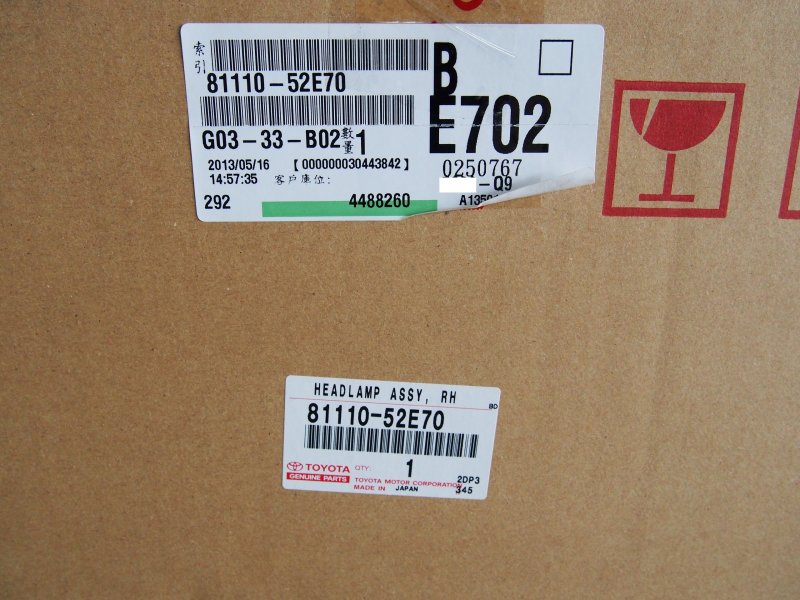 索引
81110-52E70
B
G03-33-B02 數量 1
E702
2013/05/16 【000000030443842】
0250767
14:57:35 客戶庫位:
-Q9
292 4488260
HEADLAMP ASSY, RH
BD
81110-52E70
TOYOTA
GENUINE PARTS
QTY: 1
2DP3
TOYOTA MOTOR CORPORATION
MADE IN JAPAN 345